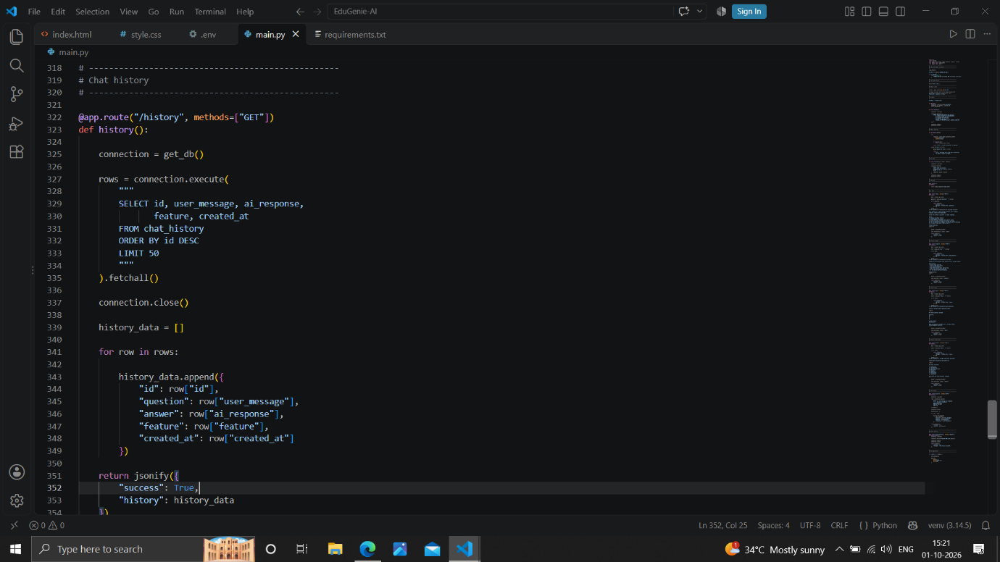 File Edit Selection View Go Run Terminal Help
EduGenie-AI
Sign In
index.html
# style.css
.env
main.py
requirements.txt
main.py
318 # --------------------------------------------------
319 # Chat history
320 # --------------------------------------------------
321
322 @app.route("/history", methods=["GET"])
323 def history():
324
325 connection = get_db()
326
327 rows = connection.execute(
328 """
329 SELECT id, user_message, ai_response,
330 feature, created_at
331 FROM chat_history
332 ORDER BY id DESC
333 LIMIT 50
334 """
335 ).fetchall()
336
337 connection.close()
338
339 history_data = []
340
341 for row in rows:
342
343 history_data.append({
344 "id": row["id"],
345 "question": row["user_message"],
346 "answer": row["ai_response"],
347 "feature": row["feature"],
348 "created_at": row["created_at"]
349 })
350
351 return jsonify({
352 "success": True,
353 "history": history_data
354 })
0 0
Ln 352, Col 25 Spaces: 4 UTF-8 CRLF { } Python venv (3.14.5)
Type here to search
1
34°C Mostly sunny
ENG
15:21
01-10-2026